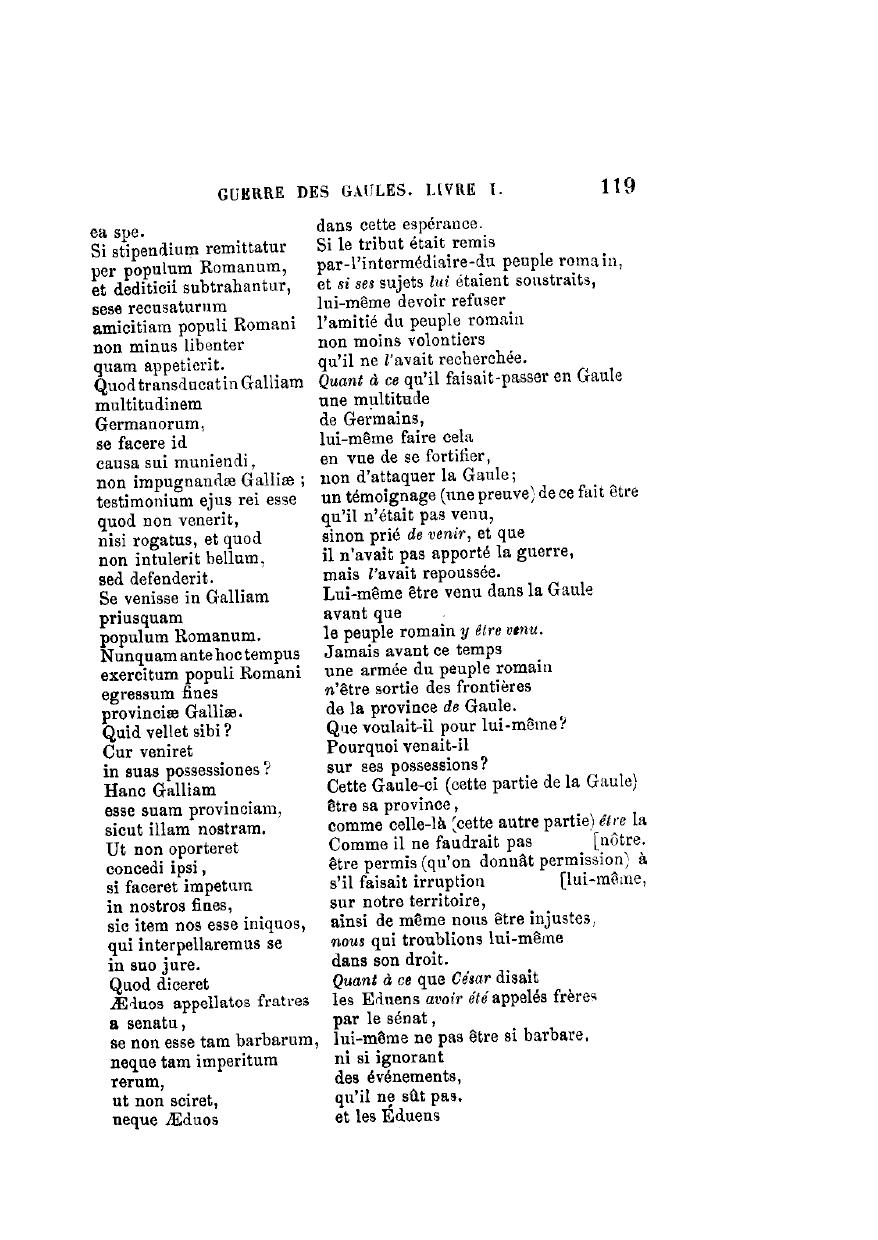 GUERRE DES GAULES. LIVRE I. 119
ea spe.
Si stipendium remittatur
per populum Romanum,
et dediticii subtrahantur,
sese recusaturum
amicitiam populi Romani
non minus libenter
quam appetierit.
Quod transducat in Galliam
multitudinem
Germanorum,
se facere id
causa sui muniendi,
non impugnandæ Galliæ ;
testimonium ejus rei esse
quod non venerit,
nisi rogatus, et quod
non intulerit bellum,
sed defenderit.
Se venisse in Galliam
priusquam
populum Romanum.
Nunquam ante hoc tempus
exercitum populi Romani
egressum fines
provinciæ Galliæ.
Quid vellet sibi ?
Cur veniret
in suas possessiones ?
Hanc Galliam
esse suam provinciam,
sicut illam nostram.
Ut non oporteret
concedi ipsi,
si faceret impetum
in nostros fines,
sic item nos esse iniquos,
qui interpellaremus se
in suo jure.
Quod diceret
Æduos appellatos fratres
a senatu,
se non esse tam barbarum,
neque tam imperitum
rerum,
ut non sciret,
neque Æduos
dans cette espérance.
Si le tribut était remis
par-l'intermédiaire-du peuple romain,
et si ses sujets lui étaient soustraits,
lui-même devoir refuser
l'amitié du peuple romain
non moins volontiers
qu'il ne l'avait recherchée.
Quant à ce qu'il faisait-passer en Gaule
une multitude
de Germains,
lui-même faire cela
en vue de se fortifier,
non d'attaquer la Gaule ;
un témoignage (une preuve) de ce fait être
qu'il n'était pas venu,
sinon prié de venir, et que
il n'avait pas apporté la guerre,
mais l'avait repoussée.
Lui-même être venu dans la Gaule
avant que
le peuple romain y être venu.
Jamais avant ce temps
une armée du peuple romain
n'être sortie des frontières
de la province de Gaule.
Que voulait-il pour lui-même ?
Pourquoi venait-il
sur ses possessions ?
Cette Gaule-ci (cette partie de la Gaule)
être sa province,
comme celle-là (cette autre partie) être la
Comme il ne faudrait pas [nôtre.
être permis (qu'on donnât permission) à
s'il faisait irruption [lui-même,
sur notre territoire,
ainsi de même nous être injustes,
nous qui troublions lui-même
dans son droit.
Quant à ce que César disait
les Eduens avoir été appelés frères
par le sénat,
lui-même ne pas être si barbare,
ni si ignorant
des événements,
qu'il ne sût pas,
et les Éduens